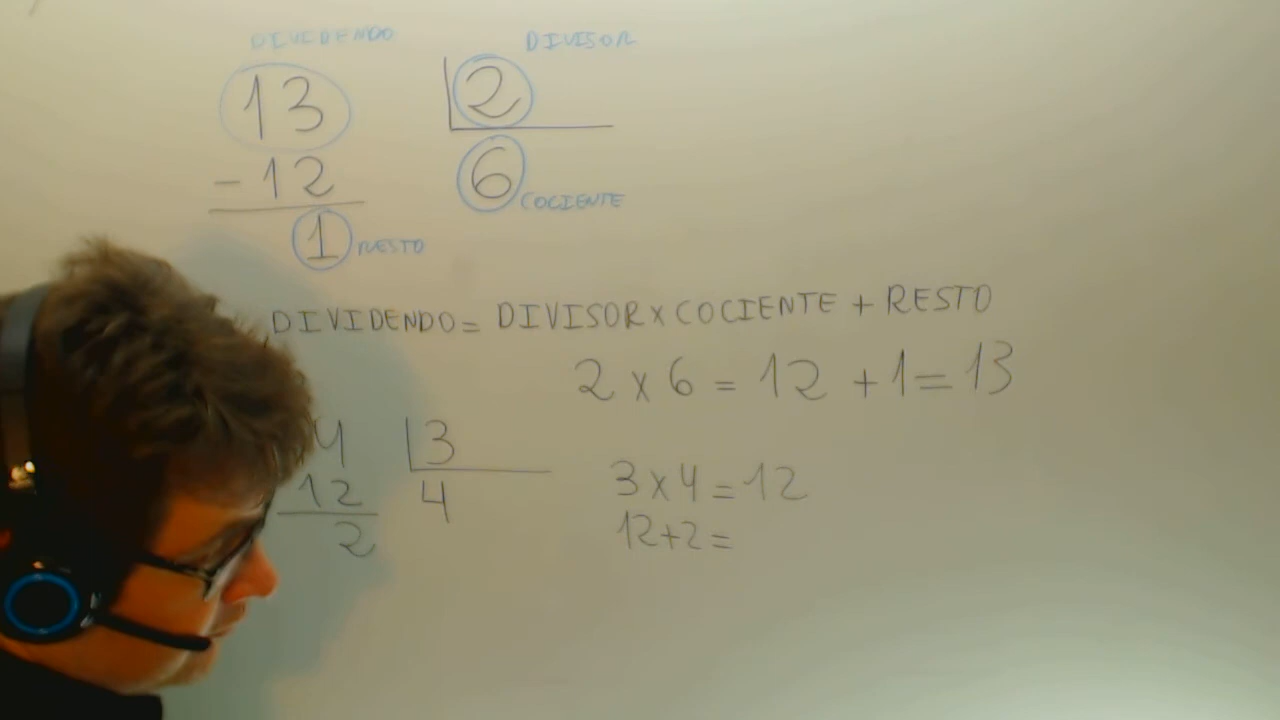 DIVIDENDO DIVISOR
13 2
- 12 6 COCIENTE
1 RESTO
DIVIDENDO = DIVISOR x COCIENTE + RESTO
2 x 6 = 12 + 1 = 13
4 3
12 4
2
3 x 4 = 12
12 + 2 =